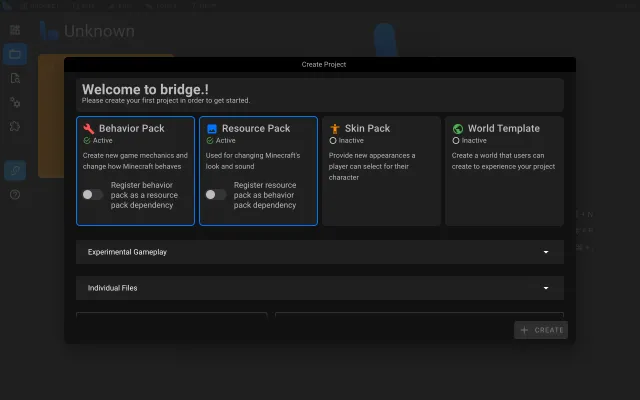 Unknown
Create Project
Welcome to bridge.!
Please create your first project in order to get started.
Behavior Pack
Active
Create new game mechanics and
change how Minecraft behaves
Register behavior
pack as a resource
pack dependency
Resource Pack
Active
Used for changing Minecraft's
look and sound
Register resource
pack as behavior
pack dependency
Skin Pack
Inactive
Provide new appearances a
player can select for their
character
World Template
Inactive
Create a world that users can
create to experience your project
Experimental Gameplay
Individual Files
CREATE